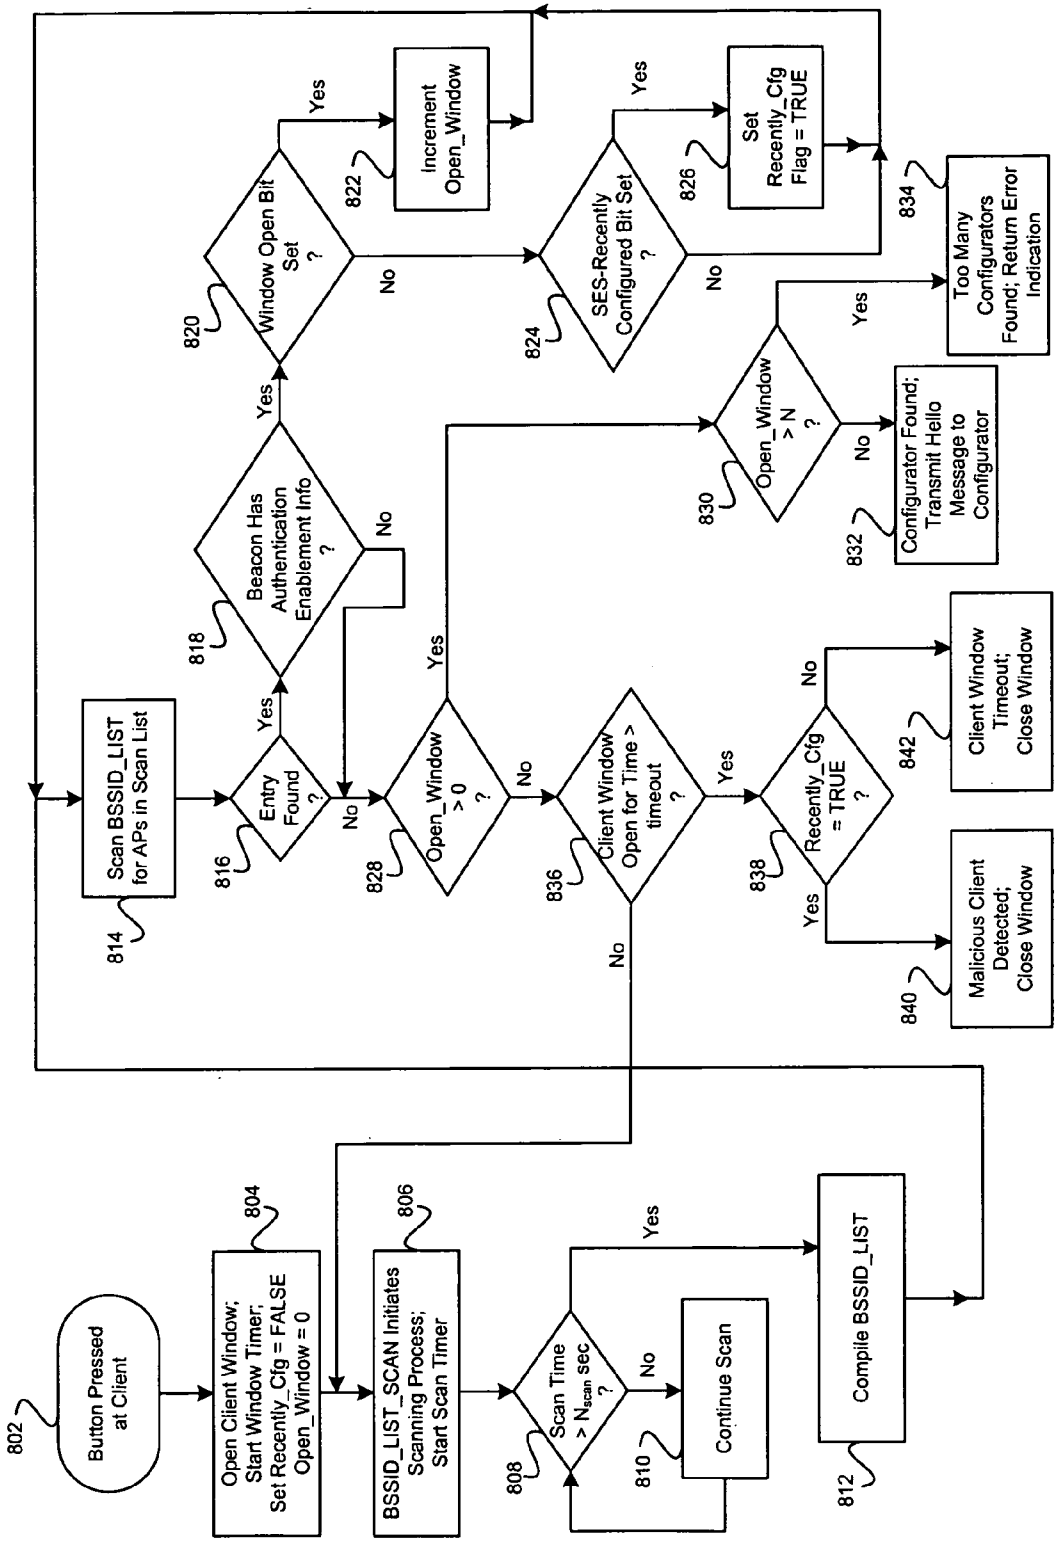 802
Button Pressed
at Client
804
Open Client Window;
Start Window Timer;
Set Recently_Cfg = FALSE
Open_Window = 0
806
BSSID_LIST_SCAN Initiates
Scanning Process;
Start Scan Timer
808
Scan Time
> Nscan sec
?
Yes
No
810
Continue Scan
812
Compile BSSID_LIST
814
Scan BSSID_LIST
for APs in Scan List
816
Entry
Found
?
Yes
No
818
Beacon Has
Authentication
Enablement Info
?
Yes
No
820
Window Open Bit
Set
?
Yes
No
822
Increment
Open_Window
824
SES-Recently
Configured Bit Set
?
Yes
No
826
Set
Recently_Cfg
Flag = TRUE
828
Open_Window
> 0
?
Yes
No
830
Open_Window
> N
?
Yes
No
832
Configurator Found;
Transmit Hello
Message to
Configurator
834
Too Many
Configurators
Found; Return Error
Indication
836
Client Window
Open for Time >
timeout
?
No
Yes
838
Recently_Cfg
= TRUE
?
Yes
No
840
Malicious Client
Detected;
Close Window
842
Client Window
Timeout;
Close Window